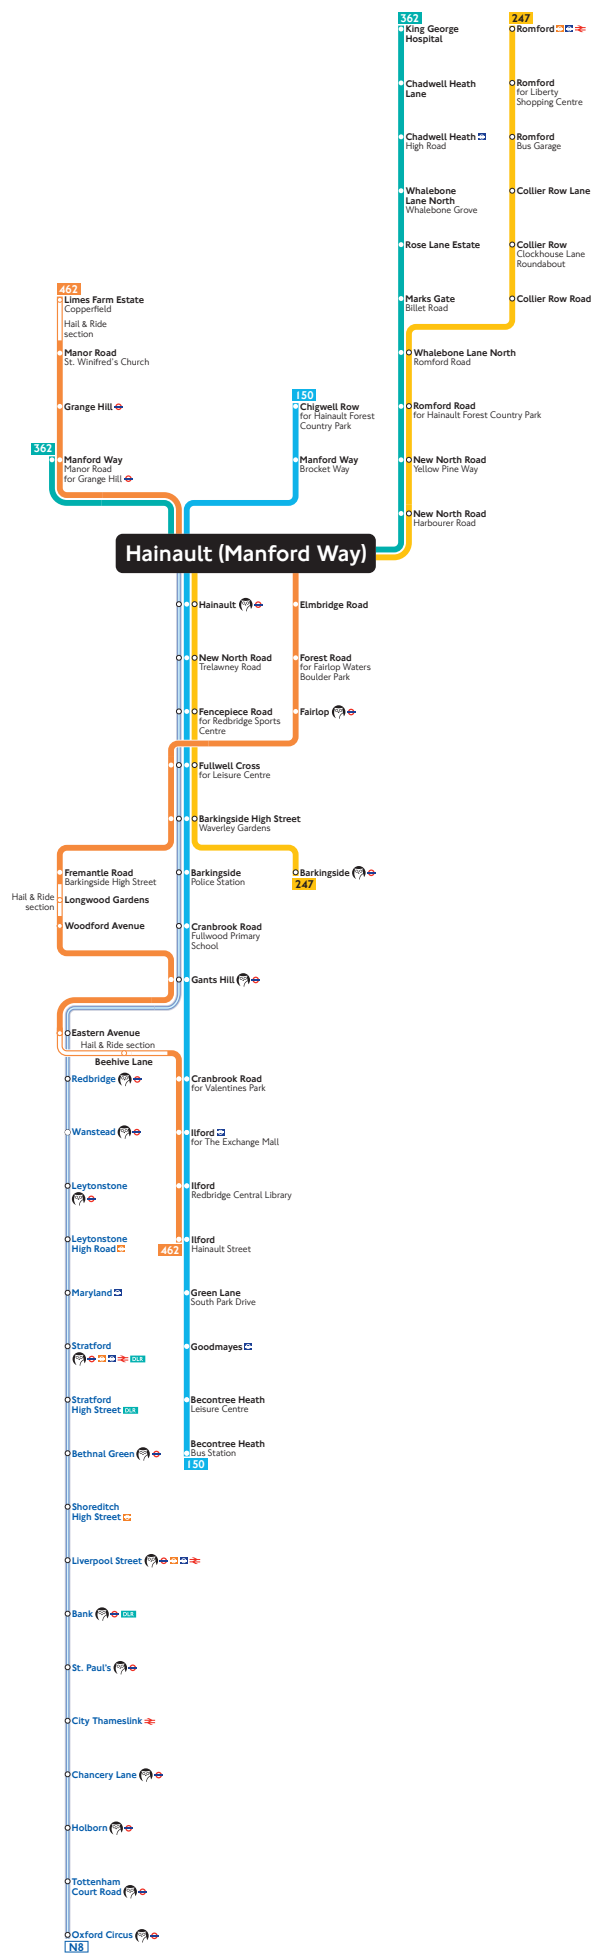 362
King George
Hospital
Chadwell Heath
Lane
Chadwell Heath
High Road
Whalebone
Lane North
Whalebone Grove
Rose Lane Estate
Marks Gate
Billet Road
247
Romford
Romford
for Liberty
Shopping Centre
Romford
Bus Garage
Collier Row Lane
Collier Row
Clockhouse Lane
Roundabout
Collier Row Road
Whalebone Lane North
Romford Road
Romford Road
for Hainault Forest Country Park
New North Road
Yellow Pine Way
New North Road
Harbourer Road
462
Limes Farm Estate
Copperfield
Hail & Ride
section
Manor Road
St. Winifred's Church
Grange Hill
362
Manford Way
Manor Road
for Grange Hill
150
Chigwell Row
for Hainault Forest
Country Park
Manford Way
Brocket Way
Hainault (Manford Way)
Hainault
New North Road
Trelawney Road
Fencepiece Road
for Redbridge Sports
Centre
Elmbridge Road
Forest Road
for Fairlop Waters
Boulder Park
Fairlop
Fullwell Cross
for Leisure Centre
Barkingside High Street
Waverley Gardens
Fremantle Road
Barkingside High Street
Hail & Ride
section
Longwood Gardens
Woodford Avenue
Barkingside
Police Station
Barkingside
247
Cranbrook Road
Fullwood Primary
School
Gants Hill
Eastern Avenue
Hail & Ride section
Beehive Lane
Redbridge
Wanstead
Leytonstone
Leytonstone
High Road
Maryland
Stratford
DLR
Stratford
High Street DLR
Bethnal Green
Shoreditch
High Street
Liverpool Street
Bank DLR
St. Paul's
City Thameslink
Chancery Lane
Holborn
Tottenham
Court Road
Oxford Circus
N8
Cranbrook Road
for Valentines Park
Ilford
for The Exchange Mall
Ilford
Redbridge Central Library
Ilford
Hainault Street
462
Green Lane
South Park Drive
Goodmayes
Becontree Heath
Leisure Centre
Becontree Heath
Bus Station
150